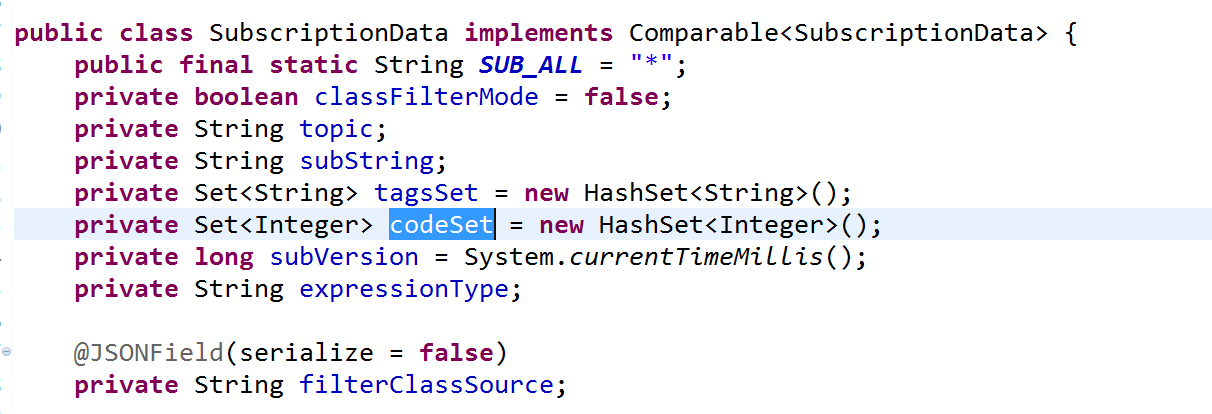 public class SubscriptionData implements Comparable<SubscriptionData> {
    public final static String SUB_ALL = "*";
    private boolean classFilterMode = false;
    private String topic;
    private String subString;
    private Set<String> tagsSet = new HashSet<String>();
    private Set<Integer> codeSet = new HashSet<Integer>();
    private long subVersion = System.currentTimeMillis();
    private String expressionType;

    @JSONField(serialize = false)
    private String filterClassSource;